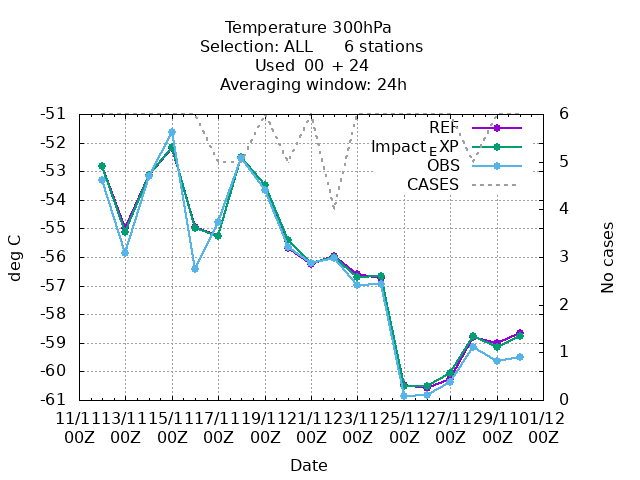 Temperature 300hPa
Selection: ALL 6 stations
Used 00 + 24
Averaging window: 24h
-51 6
REF
-52
Impact_EXP
-53 5
OBS
CASES
-54 4
-55
-56 3
deg C
No cases
-57
-58 2
-59 1
-60
-61 0
11/11 13/11 15/11 17/11 19/11 21/11 23/11 25/11 27/11 29/11 01/12
00Z 00Z 00Z 00Z 00Z 00Z 00Z 00Z 00Z 00Z 00Z
Date